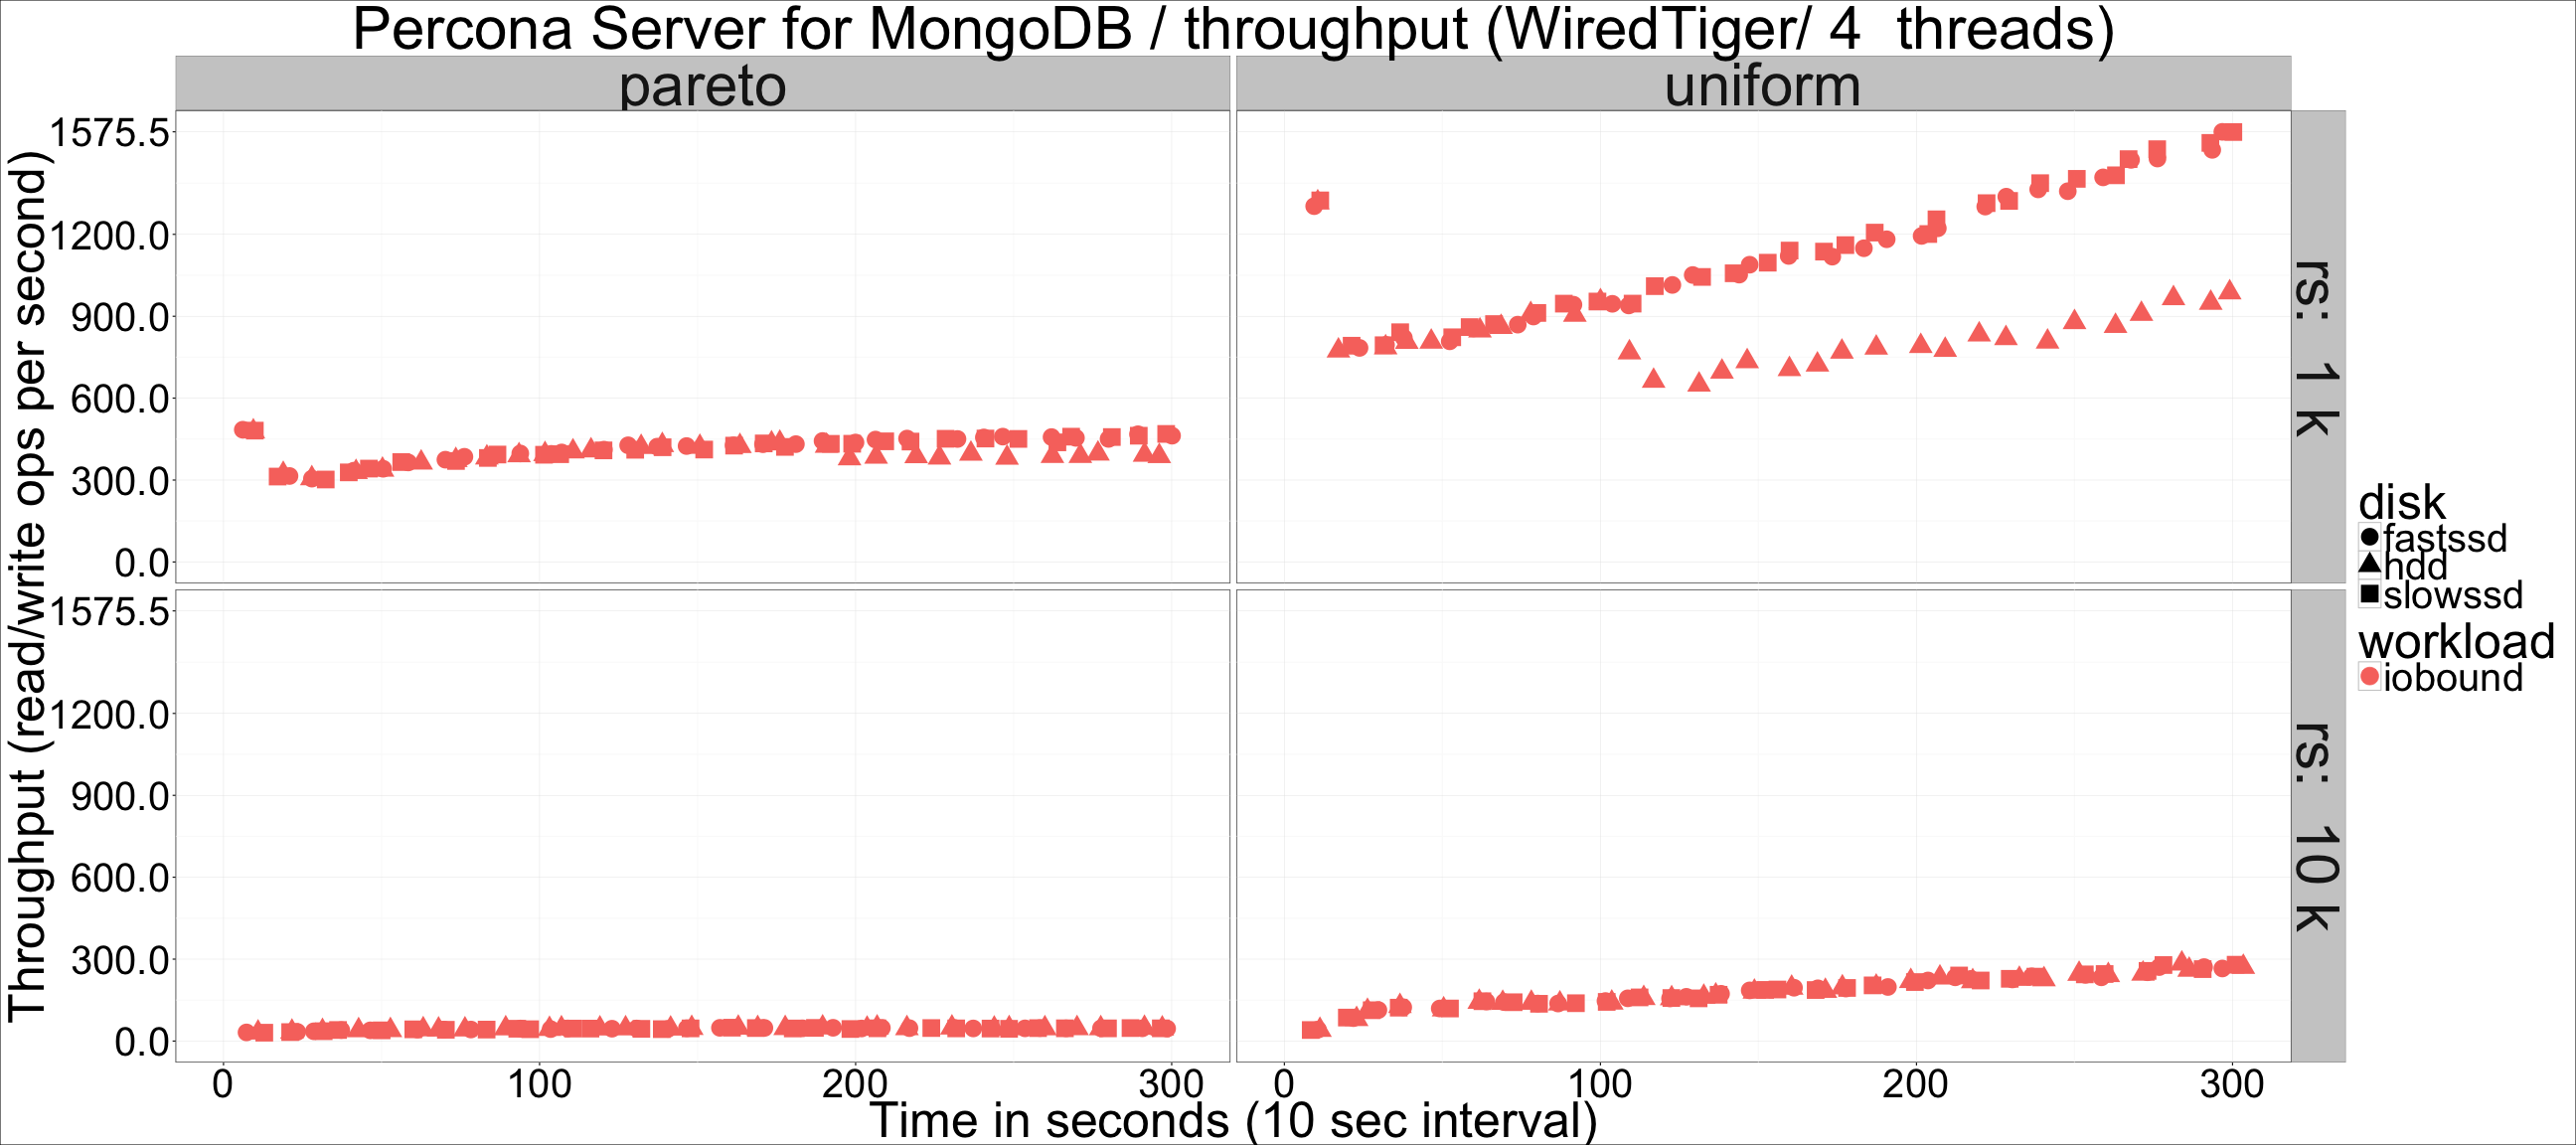 Percona Server for MongoDB / throughput (WiredTiger/ 4 threads)
pareto
uniform
Throughput (read/write ops per second)
1575.5
1200.0
900.0
600.0
300.0
0.0
rs: 1 k
1575.5
1200.0
900.0
600.0
300.0
0.0
rs: 10 k
0 100 200 300
0 100 200 300
Time in seconds (10 sec interval)
disk
fastssd
hdd
slowssd
workload
iobound